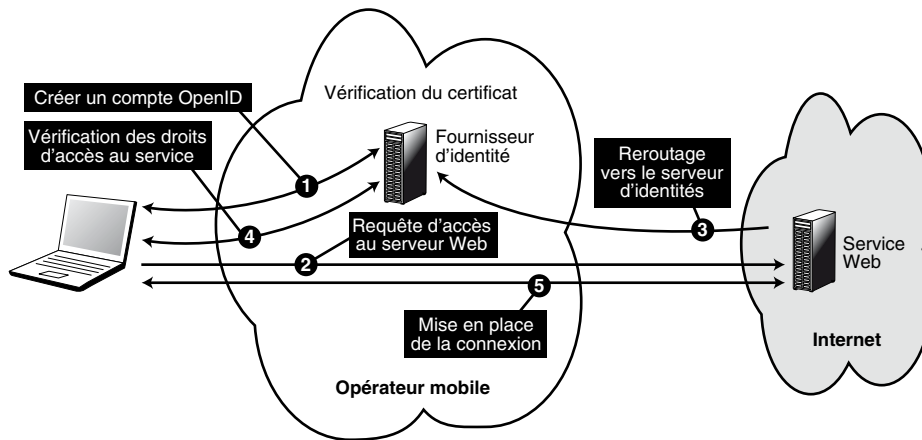 Créer un compte OpenID
Vérification du certificat
Vérification des droits
d'accès au service
Fournisseur
d'identité
Reroutage
vers le serveur
d'identités
1
4
Requête d'accès
au serveur Web
3
2
Service
Web
5
Mise en place
de la connexion
Internet
Opérateur mobile